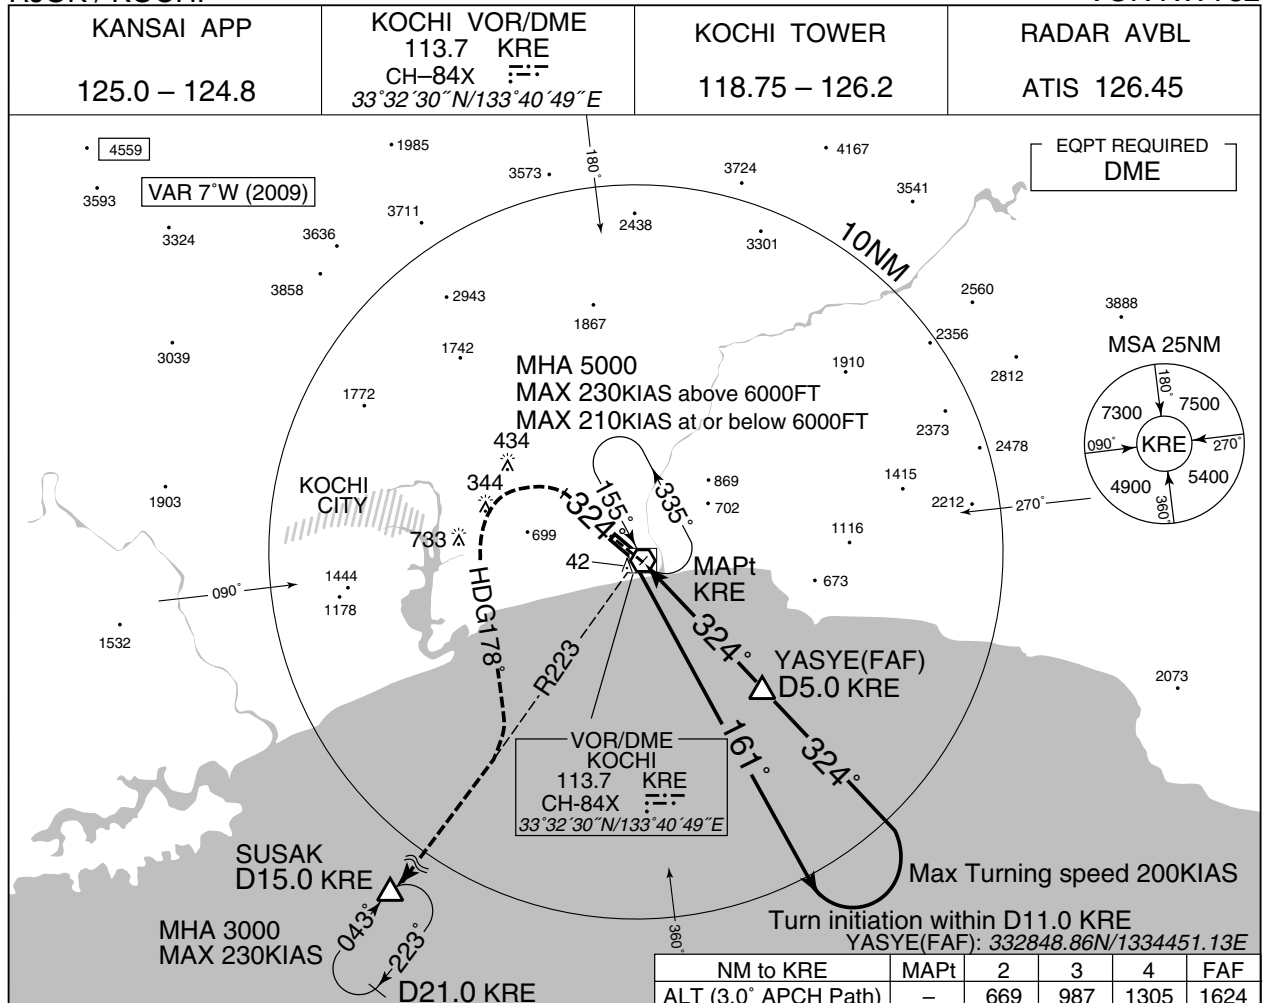 KANSAI APP
125.0 – 124.8
KOCHI VOR/DME
113.7 KRE
CH–84X
33°32´30˝N/133°40´49˝E
KOCHI TOWER
118.75 – 126.2
RADAR AVBL
ATIS 126.45
EQPT REQUIRED
DME
4559
VAR 7°W (2009)
3593
3324
1985
3573
180°
3724
4167
3541
3711
3636
2438
3301
10NM
3858
2943
1867
2560
3888
2356
3039
1742
1910
2812
MSA 25NM
180°
7300
7500
090°
KRE
270°
4900
5400
360°
MHA 5000
MAX 230KIAS above 6000FT
MAX 210KIAS at or below 6000FT
1772
2373
2478
434
344
KOCHI
CITY
1903
733
699
324°
155°
335°
869
702
1415
2212
270°
1116
42
MAPt
KRE
673
090°
1444
1178
1532
HDG178°
R223
324°
YASYE(FAF)
D5.0 KRE
2073
161°
324°
VOR/DME
KOCHI
113.7 KRE
CH-84X
33°32´30˝N/133°40´49˝E
SUSAK
D15.0 KRE
043°
223°
MHA 3000
MAX 230KIAS
D21.0 KRE
360°
Max Turning speed 200KIAS
Turn initiation within D11.0 KRE
YASYE(FAF): 332848.86N/1334451.13E
NM to KRE MAPt 2 3 4 FAF
ALT (3.0° APCH Path) – 669 987 1305 1624